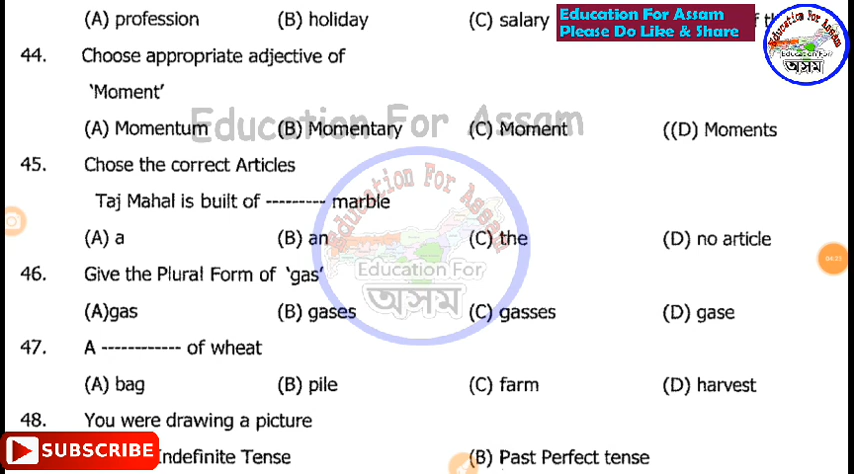 (A) profession (B) holiday (C) salary
Education For Assam
Please Do Like & Share
Education For Assam
অসম
44. Choose appropriate adjective of
'Moment'
(A) Momentum (B) Momentary (C) Moment ((D) Moments
Education For Assam
45. Chose the correct Articles
Taj Mahal is built of --------- marble
(A) a (B) an (C) the (D) no article
Education For Assam
46. Give the Plural Form of 'gas'
Education For
অসম
(A)gas (B) gases (C) gasses (D) gase
47. A ------------ of wheat
(A) bag (B) pile (C) farm (D) harvest
48. You were drawing a picture
SUBSCRIBE
Indefinite Tense (B) Past Perfect tense